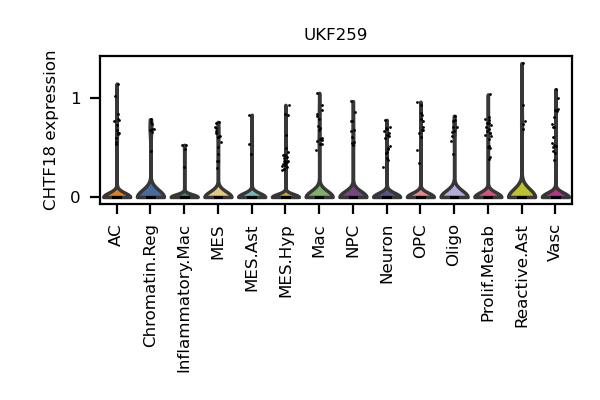 UKF259
CHTF18 expression
1
0
AC
Chromatin.Reg
Inflammatory.Mac
MES
MES.Ast
MES.Hyp
Mac
NPC
Neuron
OPC
Oligo
Prolif.Metab
Reactive.Ast
Vasc